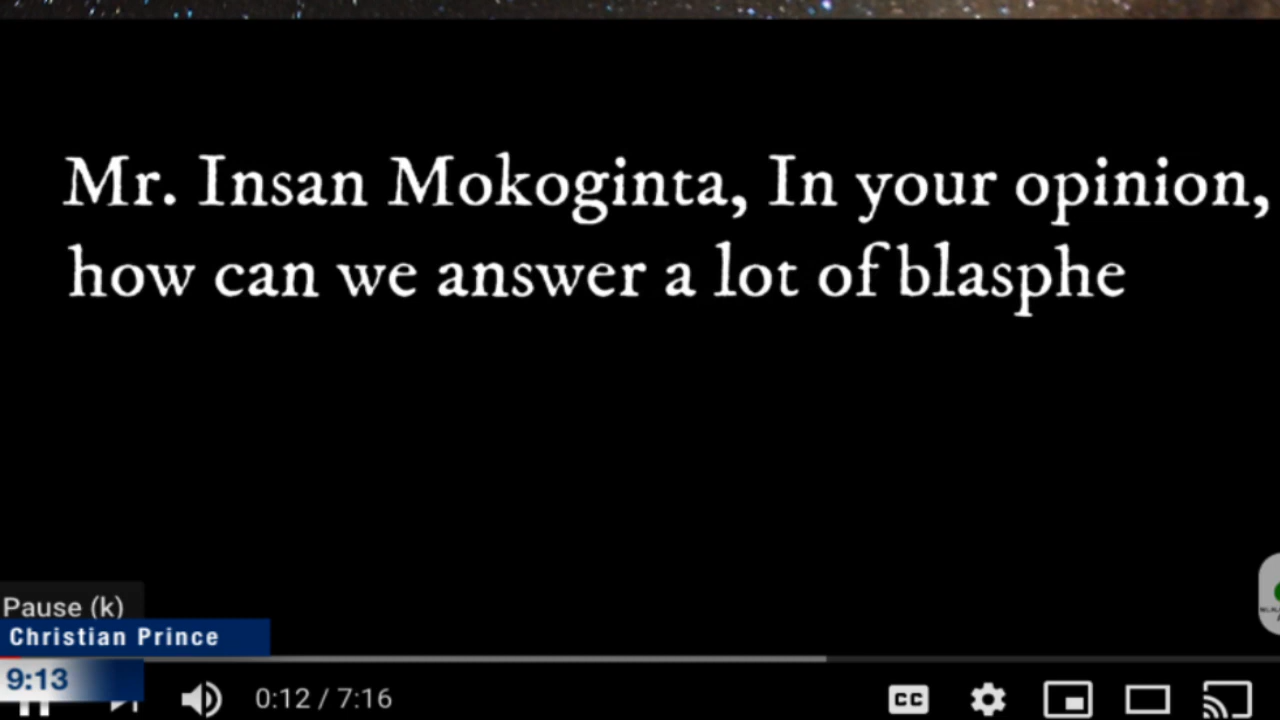 Mr. Insan Mokoginta, In your opinion,
how can we answer a lot of blasphe
Pause (k)
Christian Prince
9:13
0:12 / 7:16
CC